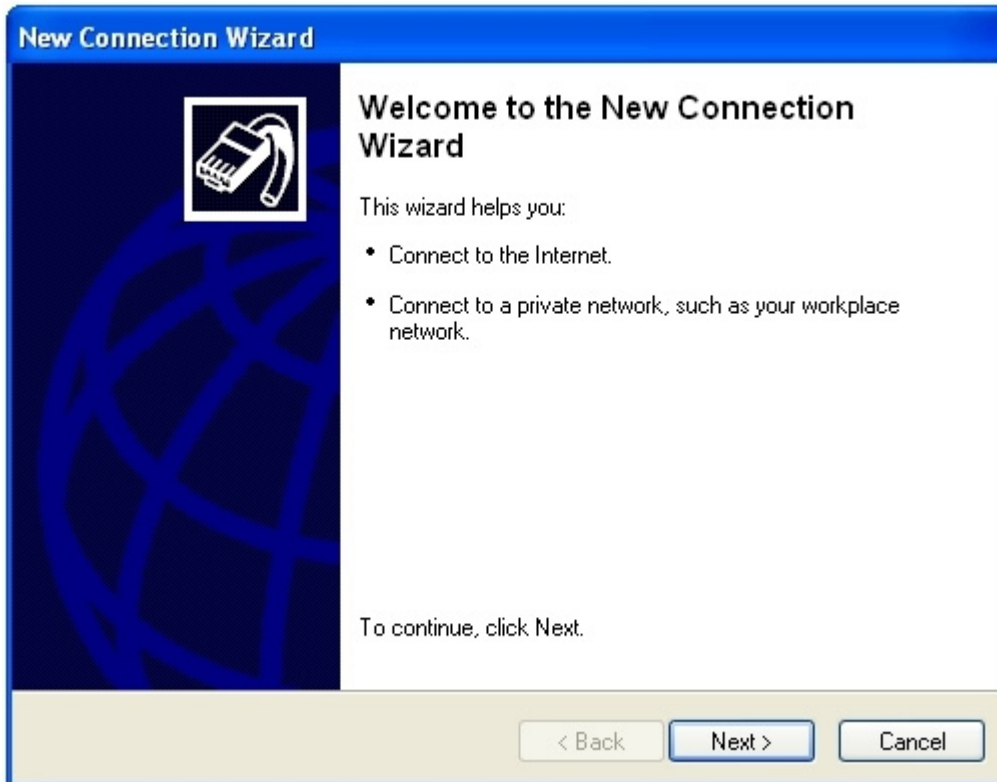 New Connection Wizard
Welcome to the New Connection
Wizard
This wizard helps you:
• Connect to the Internet.
• Connect to a private network, such as your workplace
network.
To continue, click Next.
< Back
Next >
Cancel